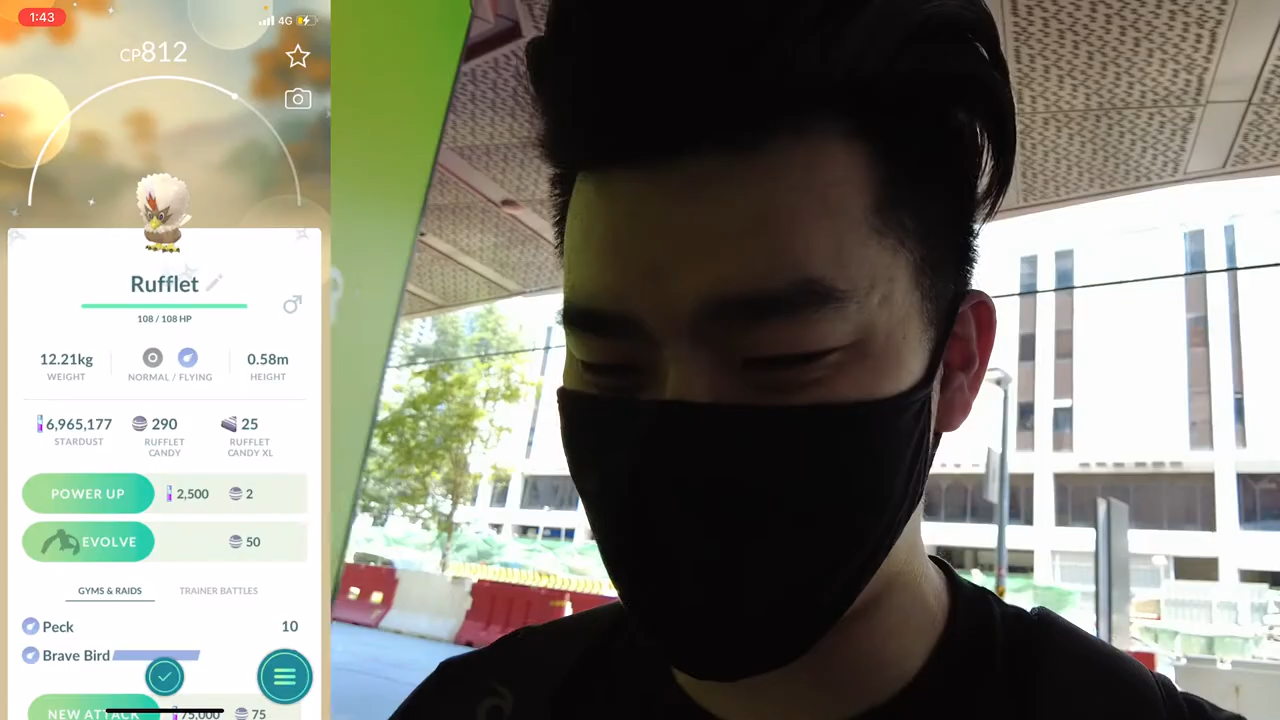 1:43
4G
CP812
Rufflet
108 / 108 HP
12.21kg
WEIGHT
NORMAL / FLYING
0.58m
HEIGHT
6,965,177
STARDUST
290
RUFFLET
CANDY
25
RUFFLET
CANDY XL
POWER UP
2,500
2
EVOLVE
50
GYMS & RAIDS
TRAINER BATTLES
Peck
10
Brave Bird
NEW ATTACK
75,000
75